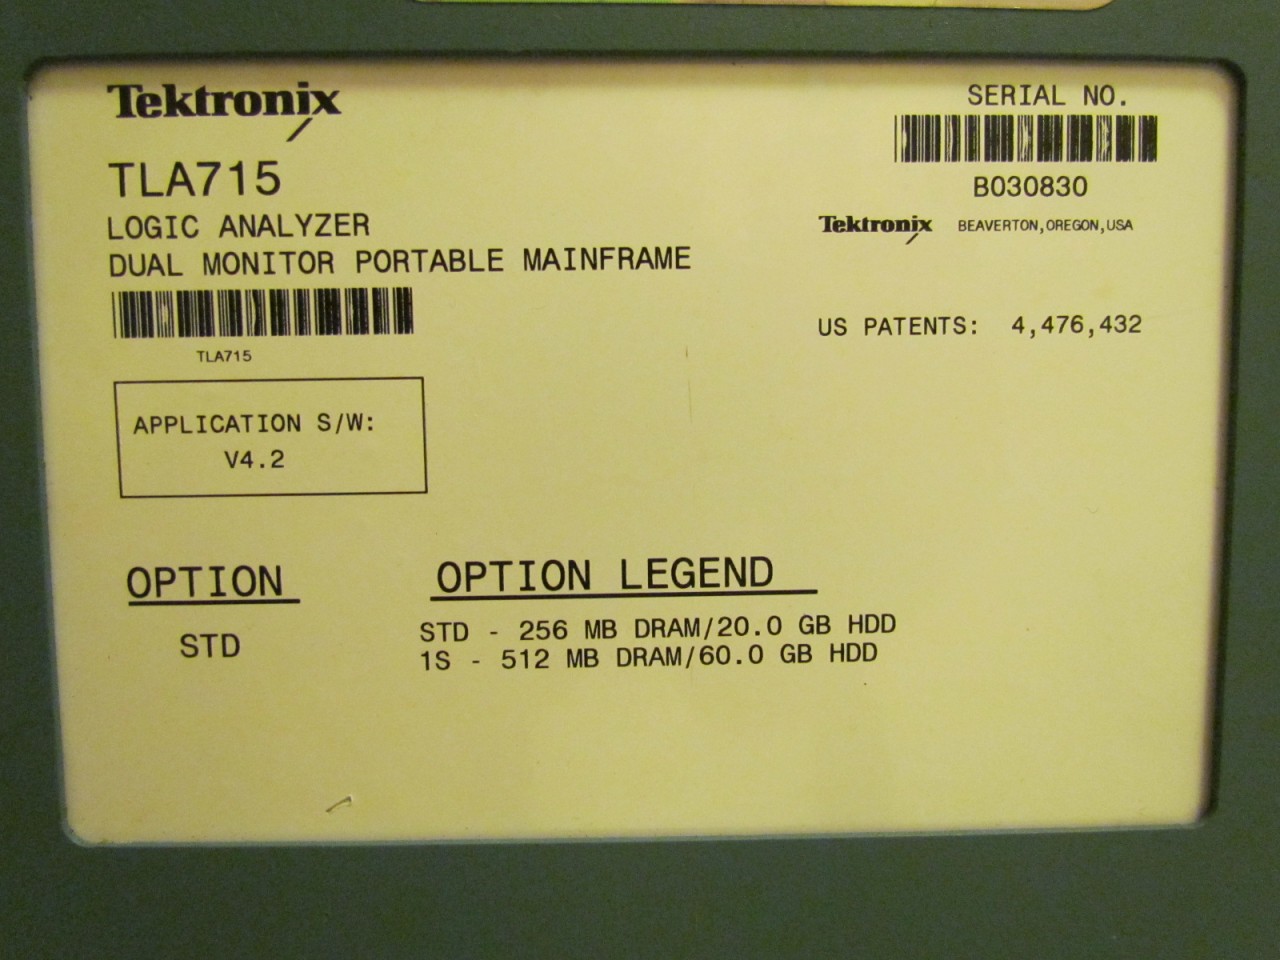 Tektronix
TLA715
LOGIC ANALYZER
DUAL MONITOR PORTABLE MAINFRAME
TLA715
SERIAL NO.
B030830
Tektronix BEAVERTON,OREGON,USA
US PATENTS: 4,476,432
APPLICATION S/W:
V4.2
OPTION
STD
OPTION LEGEND
STD - 256 MB DRAM/20.0 GB HDD
1S - 512 MB DRAM/60.0 GB HDD